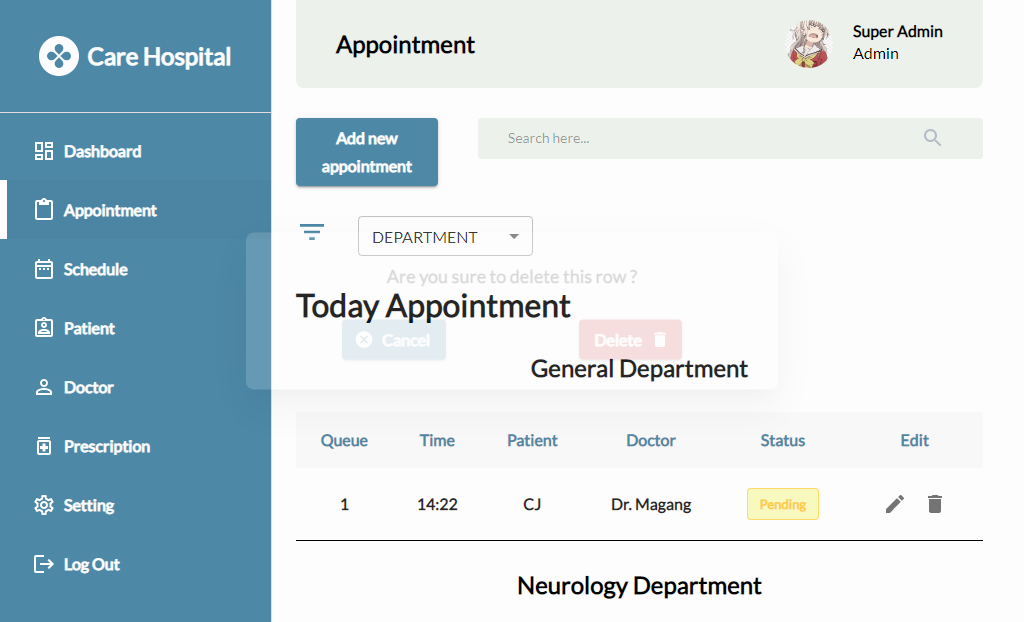 Care Hospital
Dashboard
Appointment
Schedule
Patient
Doctor
Prescription
Setting
Log Out
Appointment
Super Admin
Admin
Add new
appointment
Search here...
DEPARTMENT
Are you sure to delete this row ?
Today Appointment
Cancel Delete
General Department
Queue Time Patient Doctor Status Edit
1 14:22 CJ Dr. Magang Pending
Neurology Department